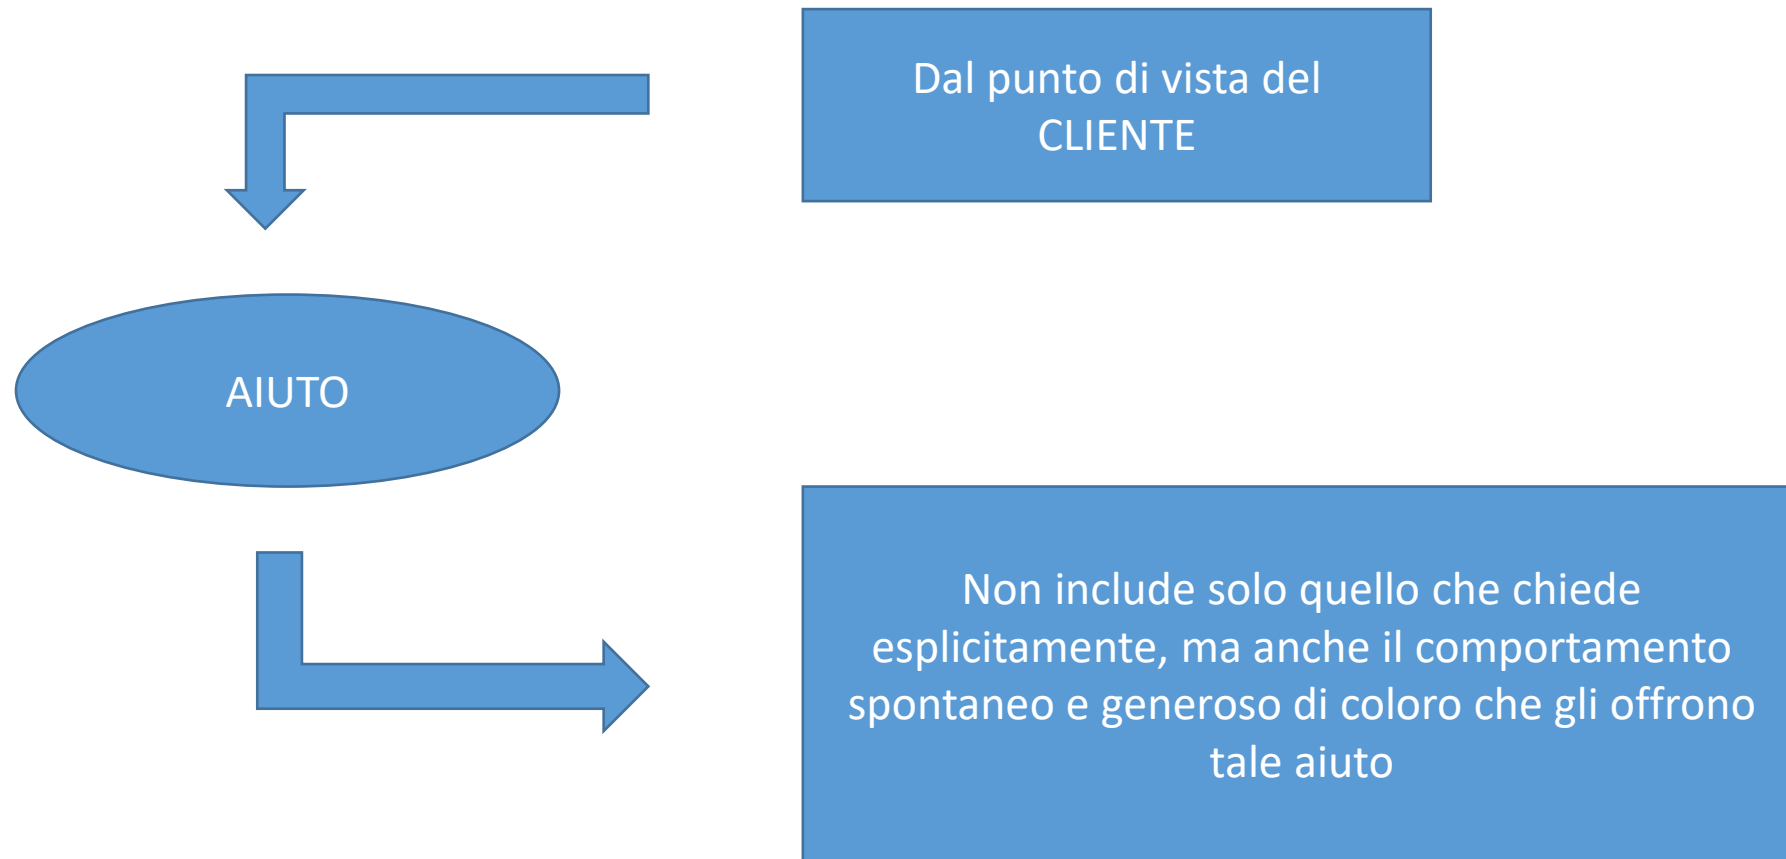 Dal punto di vista del
CLIENTE
AIUTO
Non include solo quello che chiede
esplicitamente, ma anche il comportamento
spontaneo e generoso di coloro che gli offrono
tale aiuto